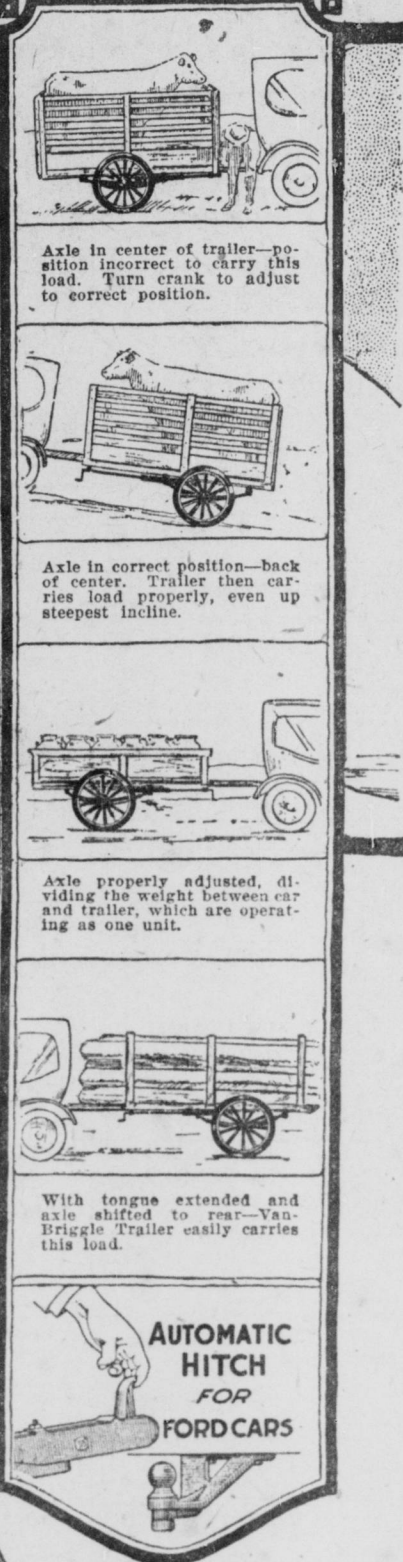 Axle in center of trailer—po-
sition incorrect to carry this
load. Turn crank to adjust
to correct position.
Axle in correct position—back
of center. Trailer then car-
ries load properly, even up
steepest incline.
Axle properly adjusted, di-
viding the weight between car
and trailer, which are operat-
ing as one unit.
With tongue extended and
axle shifted to rear—Van-
Briggle Trailer easily carries
this load.
AUTOMATIC
HITCH
FOR
FORD CARS